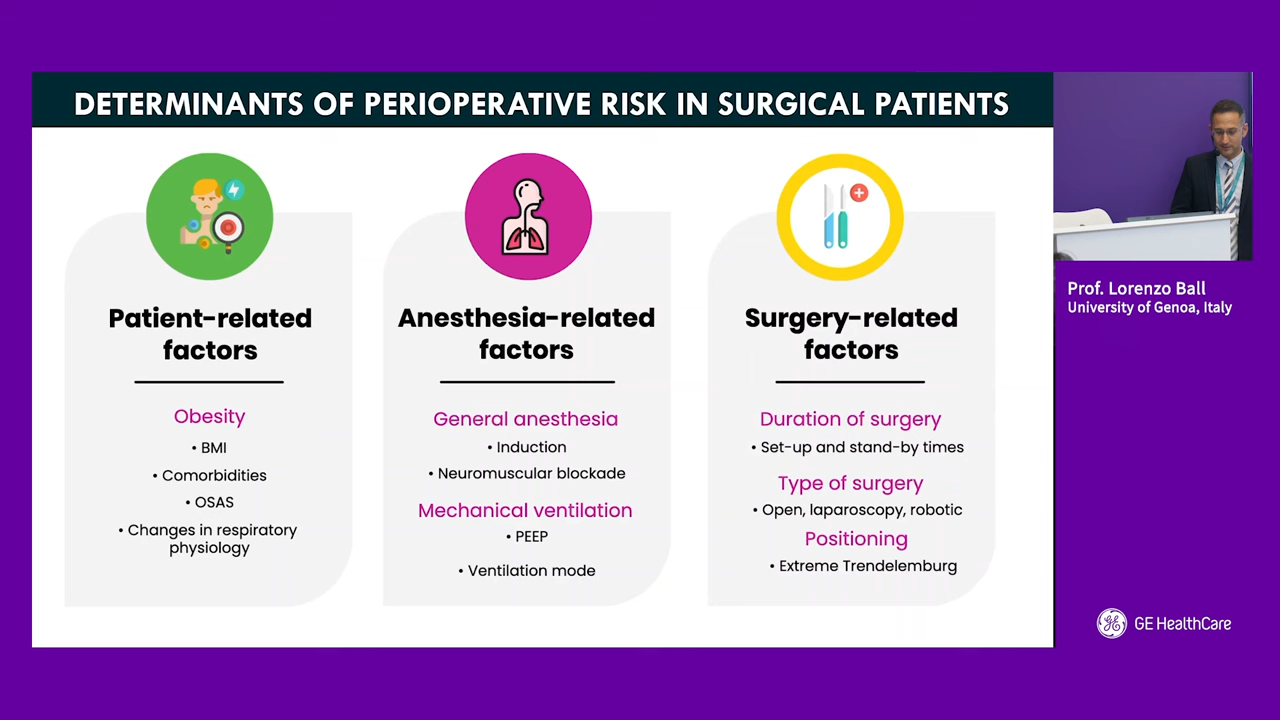 DETERMINANTS OF PERIOPERATIVE RISK IN SURGICAL PATIENTS
Patient-related
factors
Obesity
• BMI
• Comorbidities
• OSAS
• Changes in respiratory
physiology
Anesthesia-related
factors
General anesthesia
• Induction
• Neuromuscular blockade
Mechanical ventilation
• PEEP
• Ventilation mode
Surgery-related
factors
Duration of surgery
• Set-up and stand-by times
Type of surgery
• Open, laparoscopy, robotic
Positioning
• Extreme Trendelemburg
Prof. Lorenzo Ball
University of Genoa, Italy
GE HealthCare